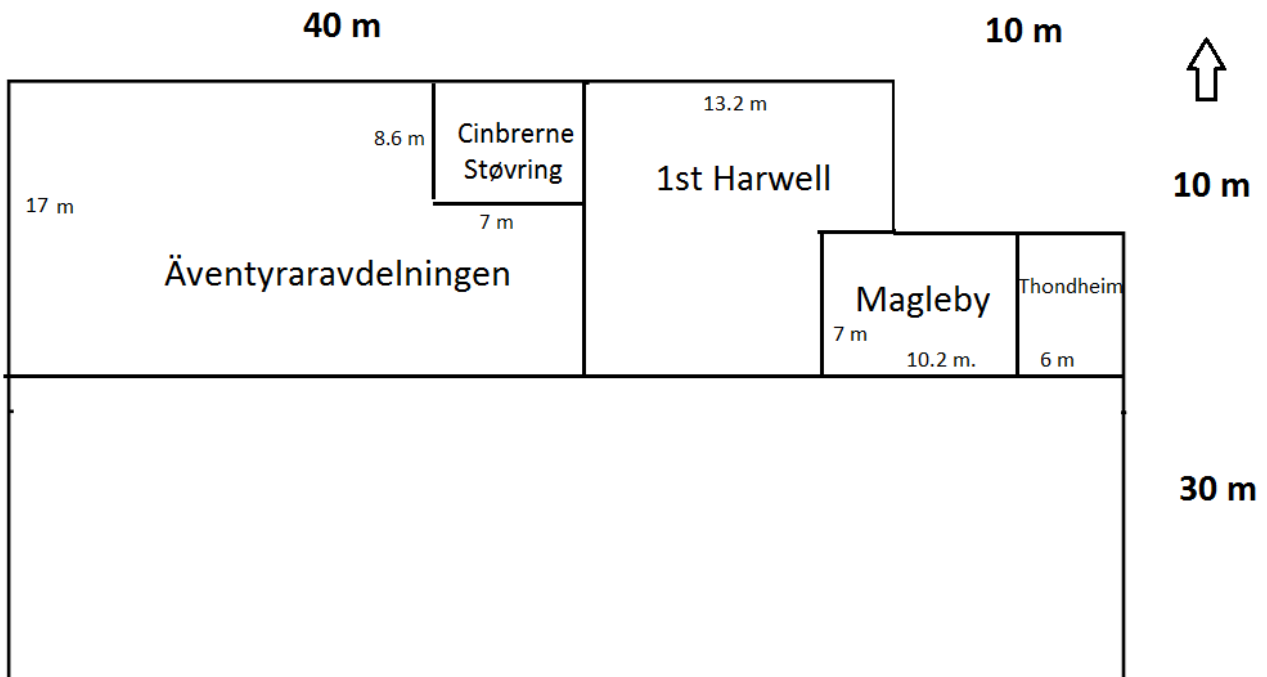 40 m
10 m
13.2 m
8.6 m
Cinbrerne
Støvring
1st Harwell
10 m
17 m
7 m
Äventyraravdelningen
Magleby
Thondheim
7 m
10.2 m.
6 m
30 m